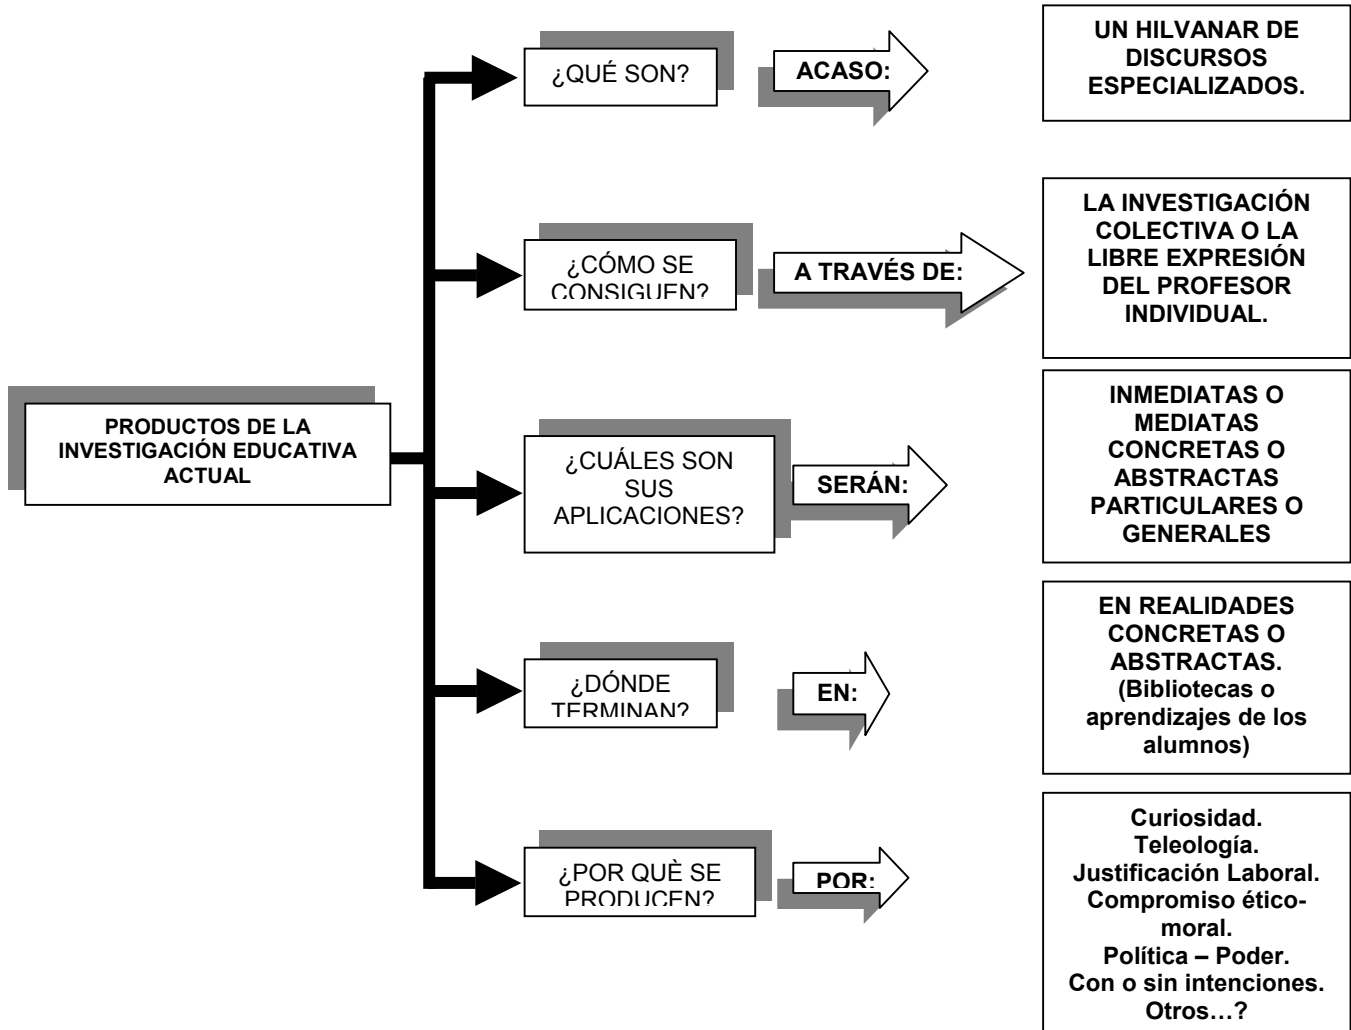 ¿QUÉ SON?
ACASO:
UN HILVANAR DE
DISCURSOS
ESPECIALIZADOS.
¿CÓMO SE
CONSIGUEN?
A TRAVÉS DE:
LA INVESTIGACIÓN
COLECTIVA O LA
LIBRE EXPRESIÓN
DEL PROFESOR
INDIVIDUAL.
PRODUCTOS DE LA
INVESTIGACIÓN EDUCATIVA
ACTUAL
¿CUÁLES SON
SUS
APLICACIONES?
SERÁN:
INMEDIATAS O
MEDIATAS
CONCRETAS O
ABSTRACTAS
PARTICULARES O
GENERALES
¿DÓNDE
TERMINAN?
EN:
EN REALIDADES
CONCRETAS O
ABSTRACTAS.
(Bibliotecas o
aprendizajes de los
alumnos)
¿POR QUÈ SE
PRODUCEN?
POR:
Curiosidad.
Teleología.
Justificación Laboral.
Compromiso ético-
moral.
Política – Poder.
Con o sin intenciones.
Otros…?